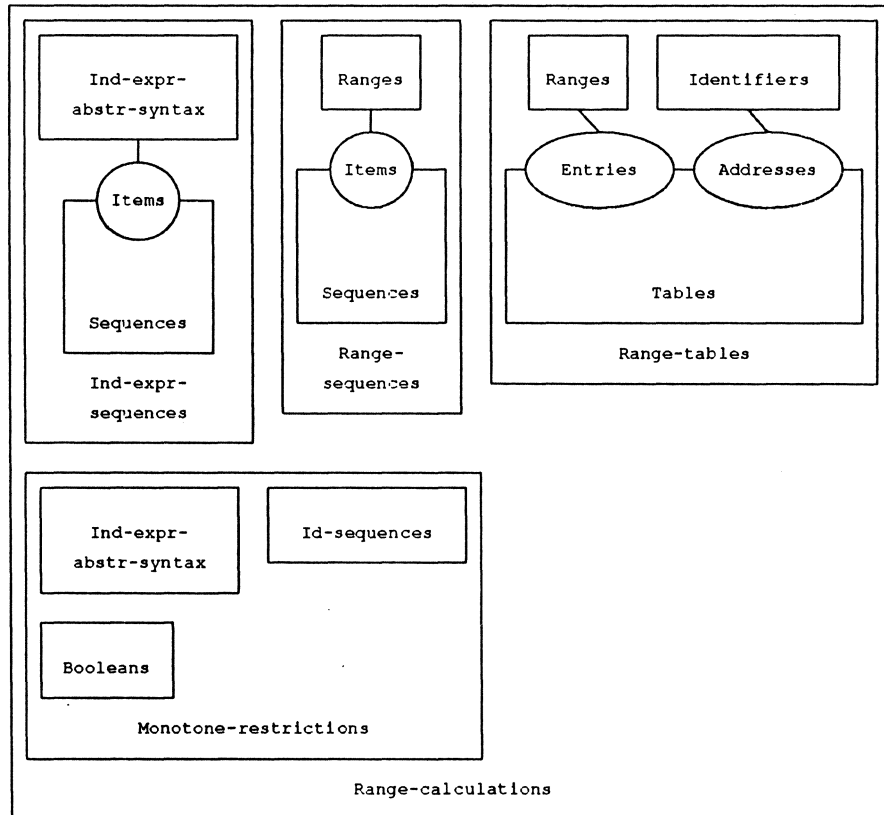 Ind-expr-
abstr-syntax
Items
Sequences
Ind-expr-
sequences
Ranges
Items
Sequences
Range-
sequences
Ranges
Identifiers
Entries
Addresses
Tables
Range-tables
Ind-expr-
abstr-syntax
Id-sequences
Booleans
Monotone-restrictions
Range-calculations